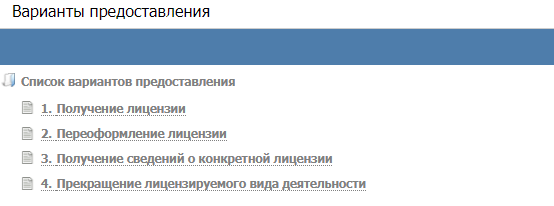 Варианты предоставления
Список вариантов предоставления
1. Получение лицензии
2. Переоформление лицензии
3. Получение сведений о конкретной лицензии
4. Прекращение лицензируемого вида деятельности